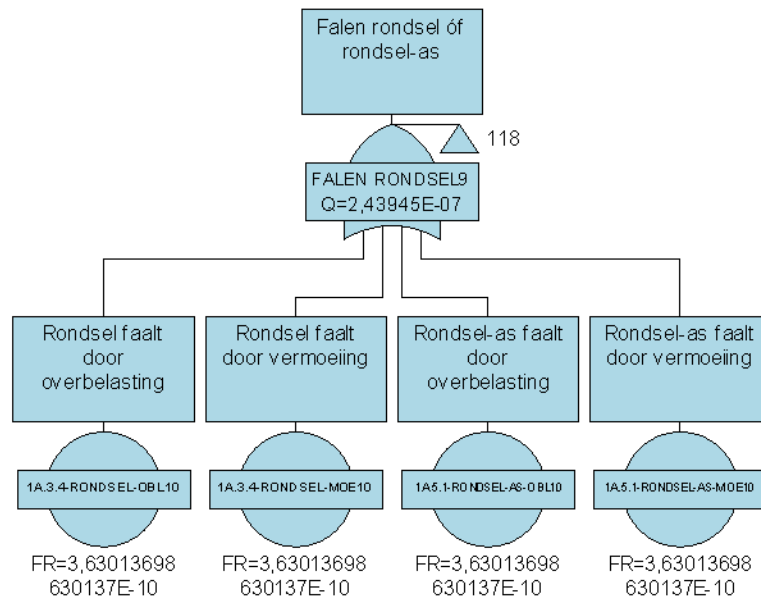 Falen rondsel óf
rondsel-as
118
FALEN RONDSEL9
Q=2,43945E-07
Rondsel faalt
door
overbelasting
Rondsel faalt
door vermoeiing
Rondsel-as faalt
door
overbelasting
Rondsel-as faalt
door vermoeiing
1A.3.4-RONDSEL-OBL10
1A.3.4-RONDSEL-MOE10
1A5.1-RONDSEL-AS-OBL10
1A5.1-RONDSEL-AS-MOE10
FR=3,63013698
630137E-10
FR=3,63013698
630137E-10
FR=3,63013698
630137E-10
FR=3,63013698
630137E-10